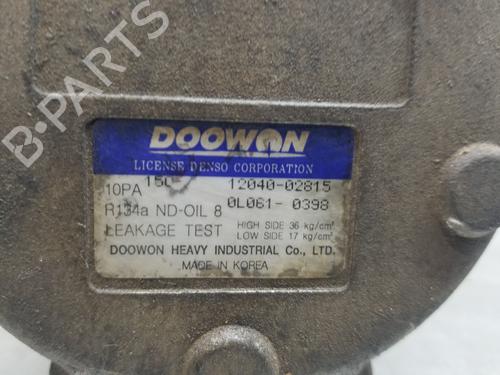 B-PARTS
DOOWON
LICENSE DENSO CORPORATION
10PA 15C 12040-02815
R134a ND-OIL 8 0L061- 0398
LEAKAGE TEST HIGH SIDE 36 kg/cm²
LOW SIDE 17 kg/cm²
DOOWON HEAVY INDUSTRIAL Co., LTD.
MADE IN KOREA